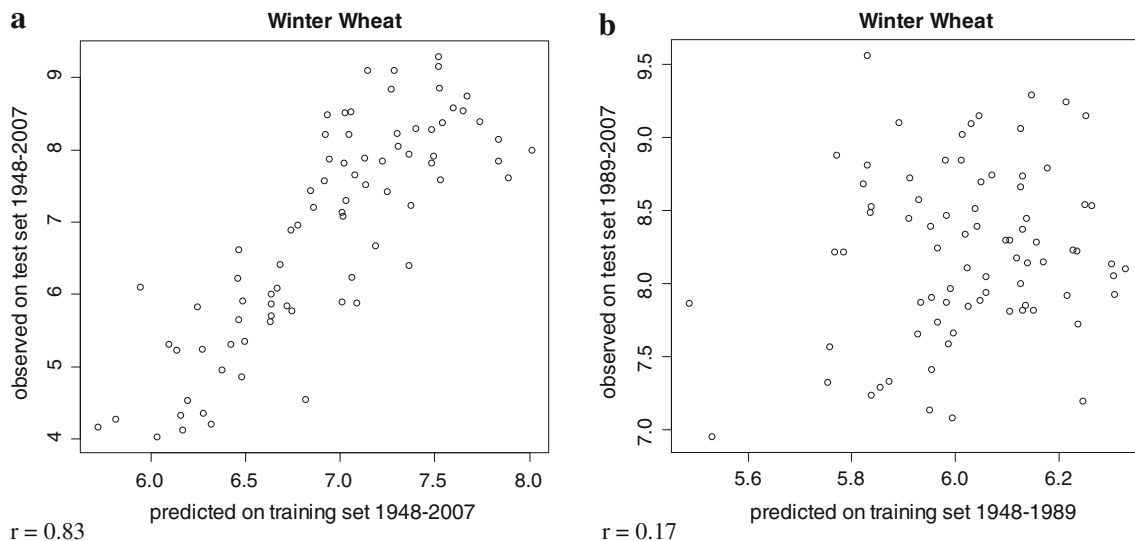 a
Winter Wheat
observed on test set 1948-2007
9
8
7
6
5
4
6.0 6.5 7.0 7.5 8.0
predicted on training set 1948-2007
r = 0.83
b
Winter Wheat
observed on test set 1989-2007
9.5
9.0
8.5
8.0
7.5
7.0
5.6 5.8 6.0 6.2
predicted on training set 1948-1989
r = 0.17